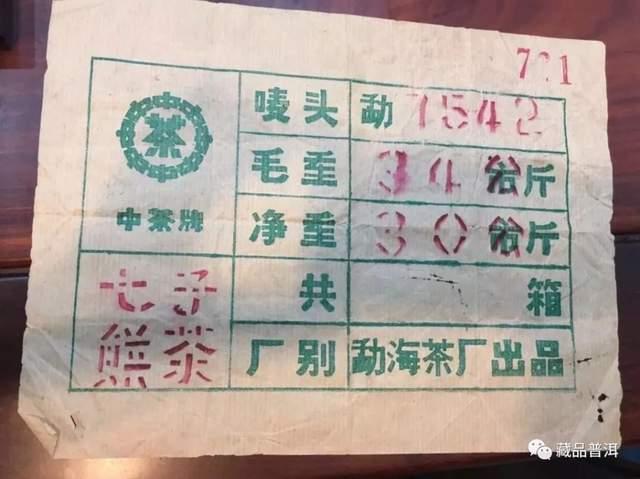 721
茶
中茶牌
唛头 勐7542
毛重 34公斤
净重 30公斤
七子
饼茶
共 箱
厂别 勐海茶厂出品
藏品普洱